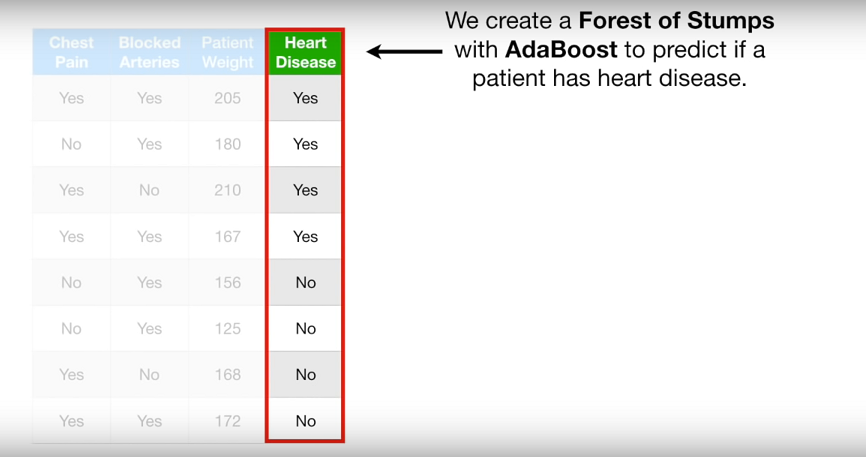 We create a Forest of Stumps
with AdaBoost to predict if a
patient has heart disease.
Chest Pain Blocked Arteries Patient Weight Heart Disease
Yes Yes 205 Yes
No Yes 180 Yes
Yes No 210 Yes
Yes Yes 167 Yes
No Yes 156 No
No Yes 125 No
Yes No 168 No
Yes Yes 172 No